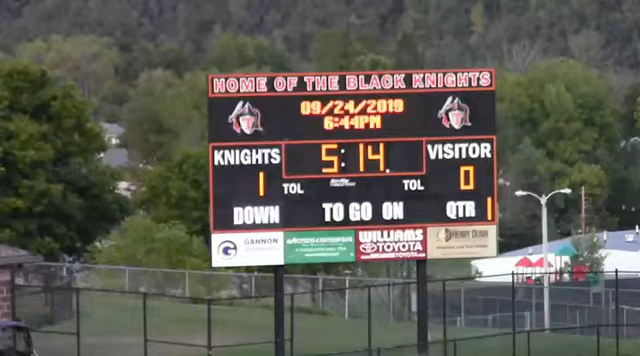 HOME OF THE BLACK KNIGHTS
09/24/2019
6:44PM
KNIGHTS 5:14 VISITOR
1 TOL TOL 0
DOWN TO GO ON QTR 1
GANNON
WILLIAMS
TOYOTA